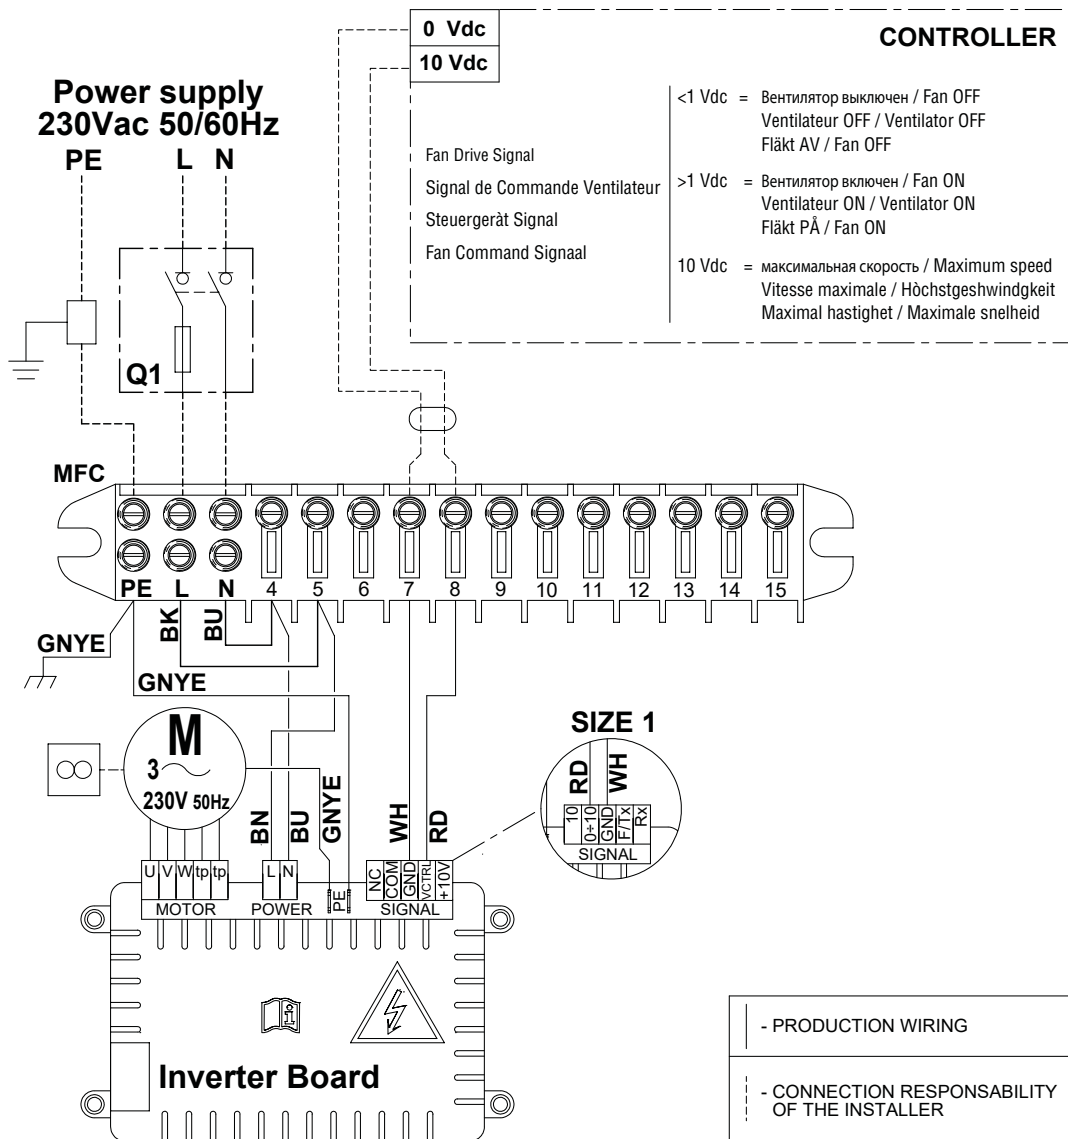 0 Vdc
10 Vdc
CONTROLLER
Power supply
230Vac 50/60Hz
PE L N
Fan Drive Signal
Signal de Commande Ventilateur
Steuergeràt Signal
Fan Command Signaal
<1 Vdc = Вентилятор выключен / Fan OFF
Ventilateur OFF / Ventilator OFF
Fläkt AV / Fan OFF
>1 Vdc = Вентилятор включен / Fan ON
Ventilateur ON / Ventilator ON
Fläkt PÅ / Fan ON
10 Vdc = максимальная скорость / Maximum speed
Vitesse maximale / Hòchstgeshwindgkeit
Maximal hastighet / Maximale snelheid
Q1
MFC
PE L N 4 5 6 7 8 9 10 11 12 13 14 15
GNYE
BK
BU
GNYE
M
3
230V 50Hz
BN
BU
GNYE
WH
RD
SIZE 1
RD
WH
10
0÷10
GND
F/Tx
Rx
SIGNAL
U V W tp tp
MOTOR
L N
POWER
PE
NC
COM
GND
VCTRL
+10V
SIGNAL
i
Inverter Board
- PRODUCTION WIRING
- CONNECTION RESPONSABILITY
OF THE INSTALLER